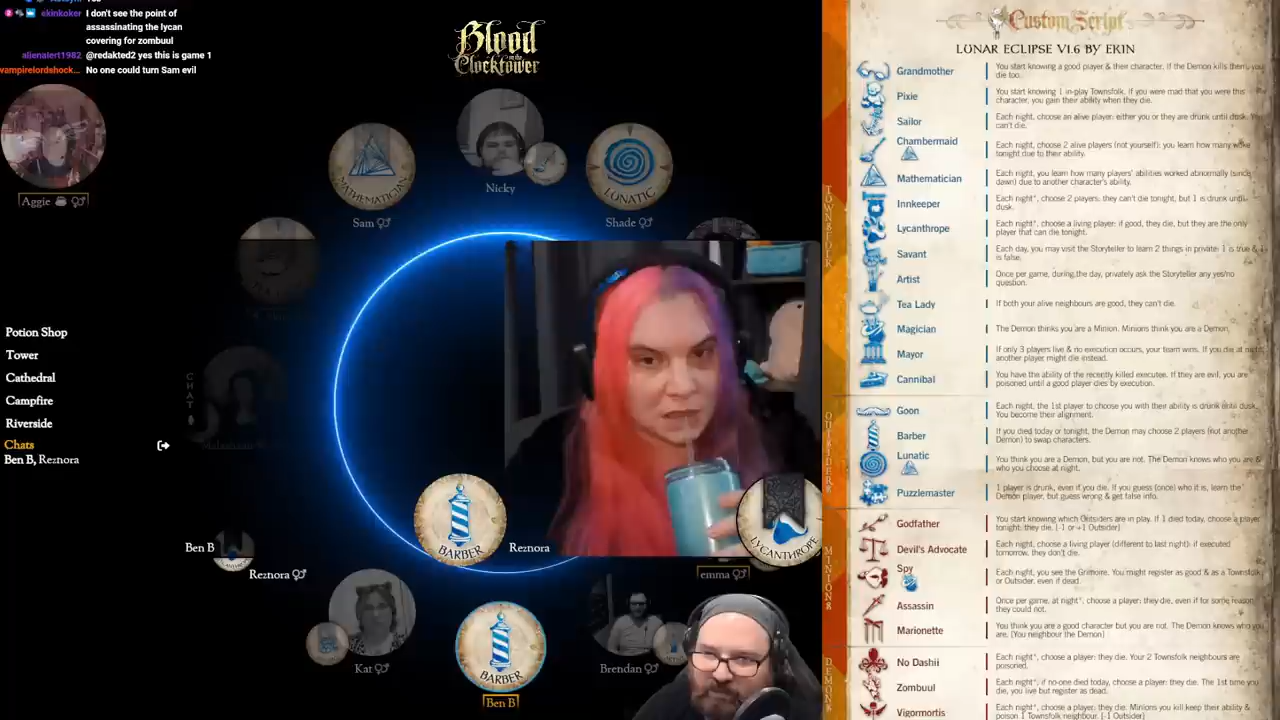 I don't see the point of
ekinkoker
assassinating the lycan
covering for zombuul
alienalert1982 @redakted2 yes this is game 1
vampirelordshock... No one could turn Sam evil
Aggie
Blood
on the
Clocktower
MATHEMATICIAN
Sam
Nicky
LUNATIC
Shade
Potion Shop
Tower
Cathedral
Campfire
Riverside
Chats
Ben B, Reznora
CHAT
Ben B
Reznora
BARBER
Reznora
LYCANTHROPE
emma
Kat
BARBER
Ben B
Brendan
Custom Script
LUNAR ECLIPSE V1.6 BY EKIN
TOWNSFOLK
Grandmother
You start knowing a good player & their character. If the Demon kills them, you
die too.
Pixie
You start knowing 1 in-play Townsfolk. If you were mad that you were this
character, you gain their ability when they die.
Sailor
Each night, choose an alive player: either you or they are drunk until dusk. You
can't die.
Chambermaid
Each night, choose 2 alive players (not yourself): you learn how many woke
tonight due to their ability.
Mathematician
Each night, you learn how many players' abilities worked abnormally (since
dawn) due to another character's ability.
Innkeeper
Each night*, choose 2 players: they can't die tonight, but 1 is drunk until
dusk.
Lycanthrope
Each night*, choose a living player: if good, they die, but they are the only
player that can die tonight.
Savant
Each day, you may visit the Storyteller to learn 2 things in private: 1 is true & 1
is false.
Artist
Once per game, during the day, privately ask the Storyteller any yes/no
question.
Tea Lady
If both your alive neighbours are good, they can't die.
Magician
The Demon thinks you are a Minion. Minions think you are a Demon.
Mayor
If only 3 players live & no execution occurs, your team wins. If you die at night,
another player might die instead.
Cannibal
You have the ability of the recently killed executee. If they are evil, you are
poisoned until a good player dies by execution.
OUTSIDERS
Goon
Each night, the 1st player to choose you with their ability is drunk until dusk.
You become their alignment.
Barber
If you died today or tonight, the Demon may choose 2 players (not another
Demon) to swap characters.
Lunatic
You think you are a Demon, but you are not. The Demon knows who you are &
who you choose at night.
Puzzlemaster
1 player is drunk, even if you die. If you guess (once) who it is, learn the
Demon player, but guess wrong & get false info.
MINIONS
Godfather
You start knowing which Outsiders are in play. If 1 died today, choose a player
tonight: they die. [-1 or +1 Outsider]
Devil's Advocate
Each night, choose a living player (different to last night): if executed
tomorrow, they don't die.
Spy
Each night, you see the Grimoire. You might register as good & as a Townsfolk
or Outsider, even if dead.
Assassin
Once per game, at night*, choose a player: they die, even if for some reason
they could not.
Marionette
You think you are a good character but you are not. The Demon knows who you
are. [You neighbour the Demon]
DEMONS
No Dashii
Each night*, choose a player: they die. Your 2 Townsfolk neighbours are
poisoned.
Zombuul
Each night*, if no-one died today, choose a player: they die. The 1st time you
die, you live but register as dead.
Vigormortis
Each night*, choose a player: they die. Minions you kill keep their ability &
poison 1 Townsfolk neighbour. [-1 Outsider]